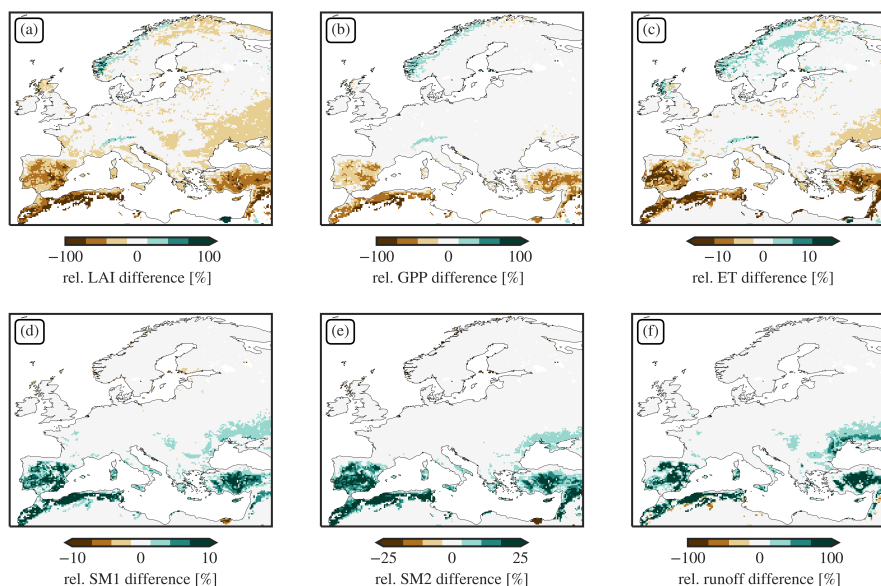 (a) (b) (c)
−100 0 100 −100 0 100 −10 0 10
rel. LAI difference [%] rel. GPP difference [%] rel. ET difference [%]
(d) (e) (f)
−10 0 10 −25 0 25 −100 0 100
rel. SM1 difference [%] rel. SM2 difference [%] rel. runoff difference [%]